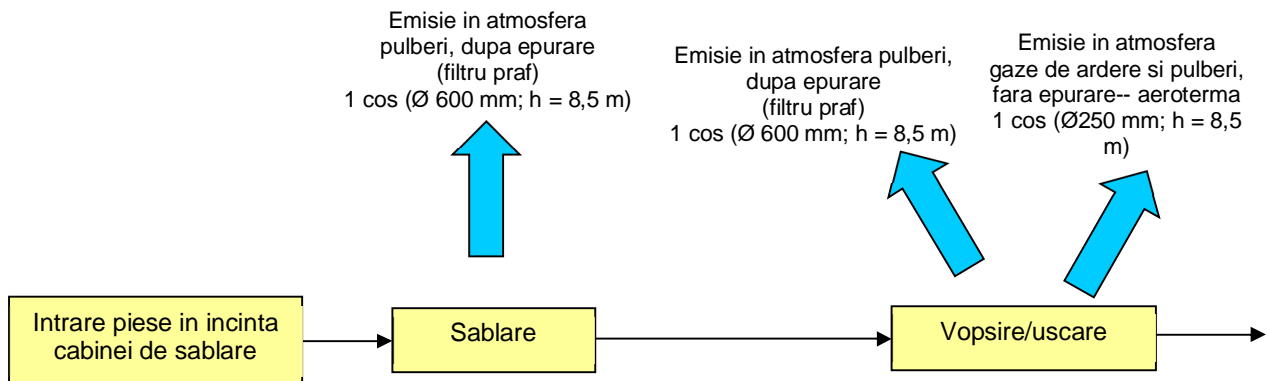 Emisie in atmosfera
pulberi, dupa epurare
(filtru praf)
1 cos (Ø 600 mm; h = 8,5 m)
Emisie in atmosfera pulberi,
dupa epurare
(filtru praf)
1 cos (Ø 600 mm; h = 8,5 m)
Emisie in atmosfera
gaze de ardere si pulberi,
fara epurare-- aeroterma
1 cos (Ø250 mm; h = 8,5
m)
Intrare piese in incinta
cabinei de sablare
Sablare
Vopsire/uscare